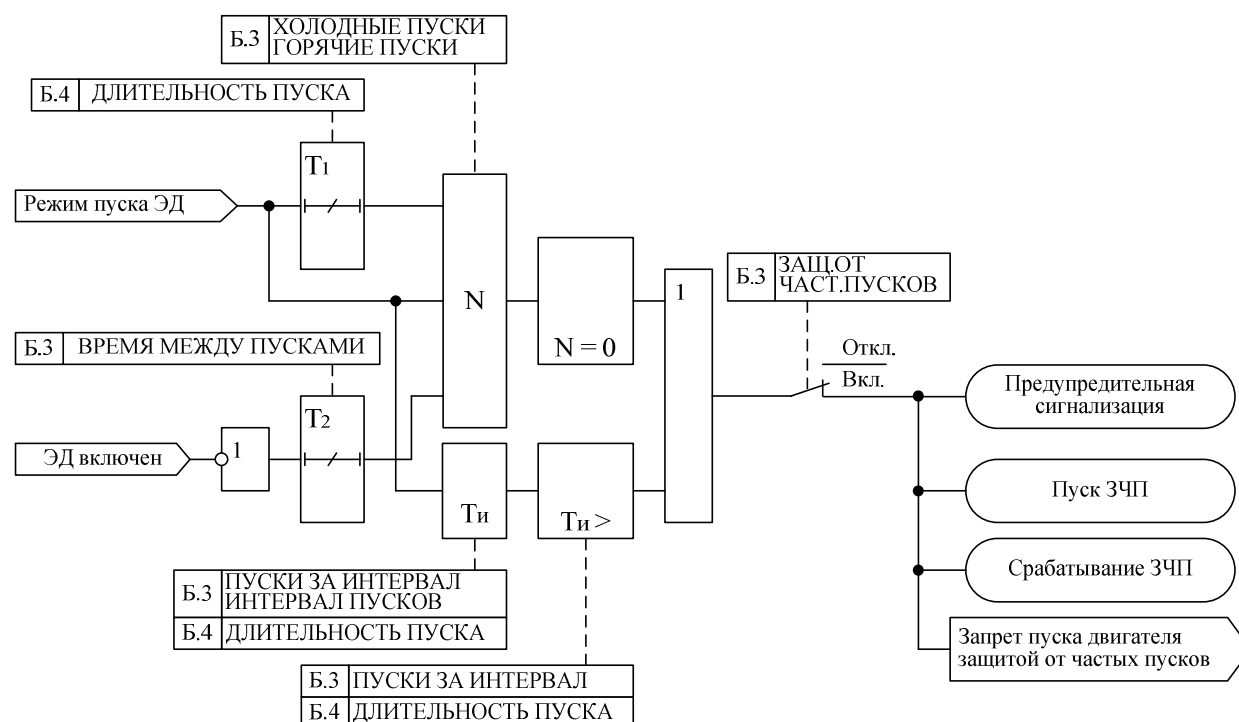 Б.3 ХОЛОДНЫЕ ПУСКИ
ГОРЯЧИЕ ПУСКИ
Б.4 ДЛИТЕЛЬНОСТЬ ПУСКА
T1
Режим пуска ЭД
N
N = 0
1
Б.3 ЗАЩ.ОТ
ЧАСТ.ПУСКОВ
Откл.
Вкл.
Б.3 ВРЕМЯ МЕЖДУ ПУСКАМИ
T2
ЭД включен
1
Tи
Tи >
Предупредительная
сигнализация
Пуск ЗЧП
Срабатывание ЗЧП
Запрет пуска двигателя
защитой от частых пусков
Б.3 ПУСКИ ЗА ИНТЕРВАЛ
ИНТЕРВАЛ ПУСКОВ
Б.4 ДЛИТЕЛЬНОСТЬ ПУСКА
Б.3 ПУСКИ ЗА ИНТЕРВАЛ
Б.4 ДЛИТЕЛЬНОСТЬ ПУСКА